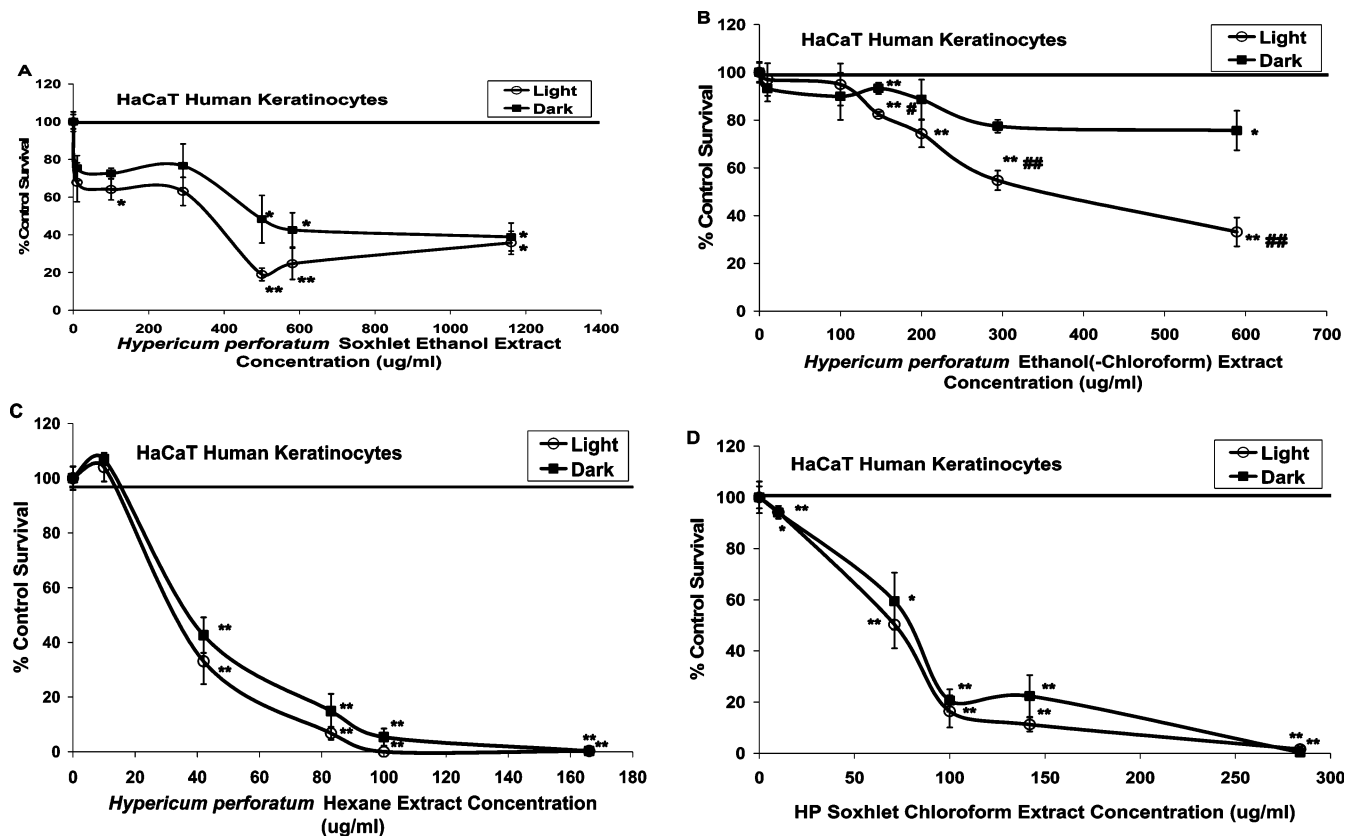 A
HaCaT Human Keratinocytes
Light
Dark
% Control Survival
120
100
80
60
40
20
0
0 200 400 600 800 1000 1200 1400
*
*
*
*
*
**
**
Hypericum perforatum Soxhlet Ethanol Extract
Concentration (ug/ml)
B
HaCaT Human Keratinocytes
Light
Dark
% Control Survival
120
100
80
60
40
20
0
0 100 200 300 400 500 600 700
**
** #
**
** ##
*
** ##
Hypericum perforatum Ethanol(-Chloroform) Extract
Concentration (ug/ml)
C
HaCaT Human Keratinocytes
Light
Dark
% Control Survival
120
100
80
60
40
20
0
0 20 40 60 80 100 120 140 160 180
**
**
**
**
**
**
**
**
Hypericum perforatum Hexane Extract Concentration
(ug/ml)
D
HaCaT Human Keratinocytes
Light
Dark
% Control Survival
120
100
80
60
40
20
0
0 50 100 150 200 250 300
**
*
*
**
**
**
**
**
**
**
HP Soxhlet Chloroform Extract Concentration (ug/ml)